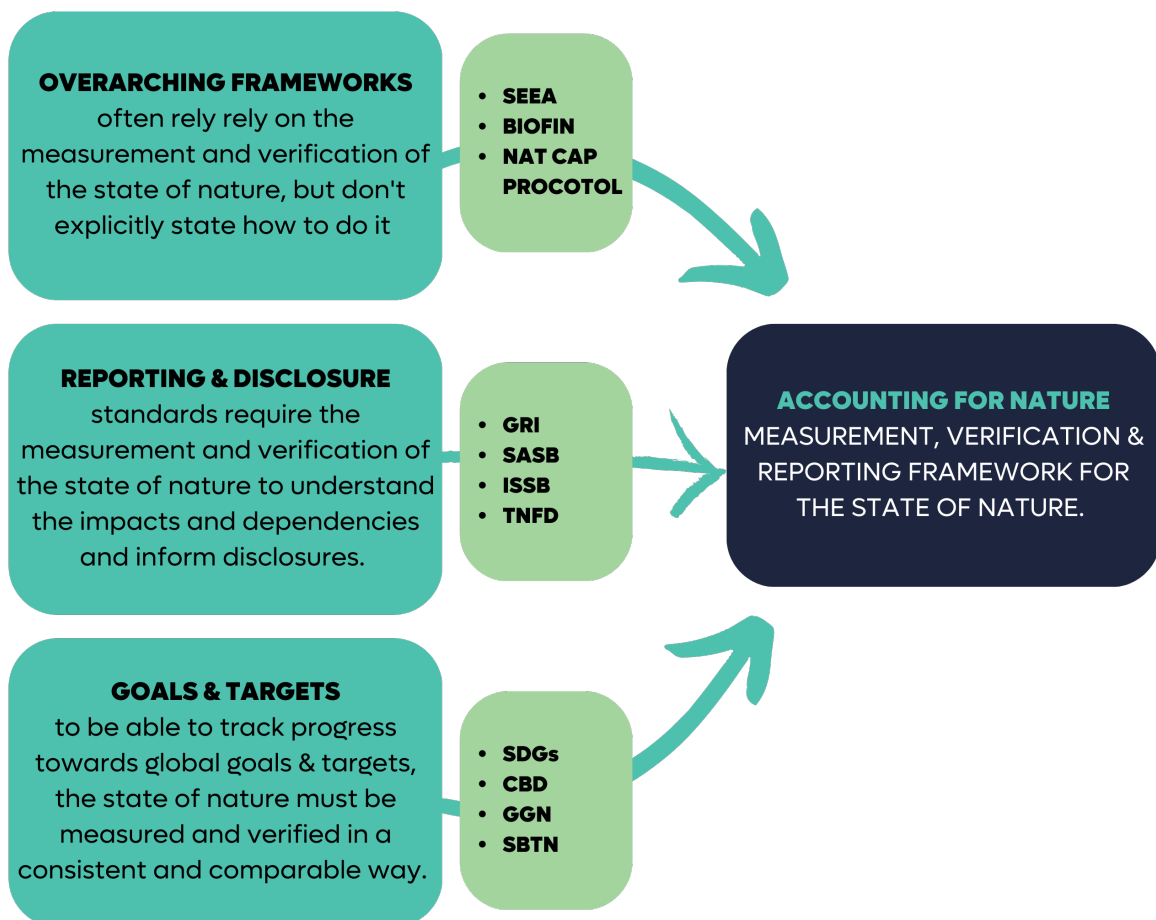 OVERARCHING FRAMEWORKS
often rely rely on the
measurement and verification of
the state of nature, but don't
explicitly state how to do it
• SEEA
• BIOFIN
• NAT CAP
PROCOTOL
REPORTING & DISCLOSURE
standards require the
measurement and verification of
the state of nature to understand
the impacts and dependencies
and inform disclosures.
• GRI
• SASB
• ISSB
• TNFD
GOALS & TARGETS
to be able to track progress
towards global goals & targets,
the state of nature must be
measured and verified in a
consistent and comparable way.
• SDGs
• CBD
• GGN
• SBTN
ACCOUNTING FOR NATURE
MEASUREMENT, VERIFICATION &
REPORTING FRAMEWORK FOR
THE STATE OF NATURE.